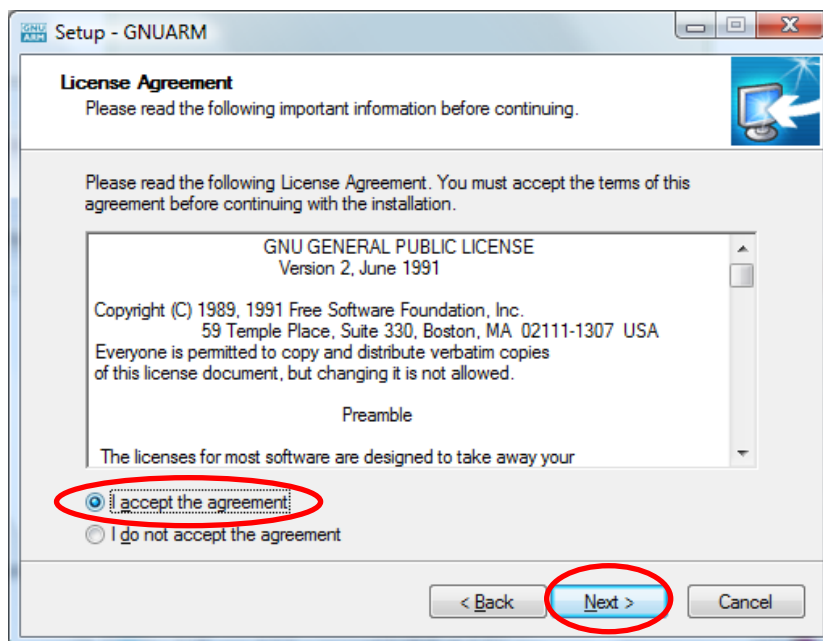 GNU
ARM
Setup - GNUARM
License Agreement
Please read the following important information before continuing.
Please read the following License Agreement. You must accept the terms of this
agreement before continuing with the installation.
GNU GENERAL PUBLIC LICENSE
Version 2, June 1991
Copyright (C) 1989, 1991 Free Software Foundation, Inc.
59 Temple Place, Suite 330, Boston, MA  02111-1307  USA
Everyone is permitted to copy and distribute verbatim copies
of this license document, but changing it is not allowed.
Preamble
The licenses for most software are designed to take away your
I accept the agreement
I do not accept the agreement
< Back
Next >
Cancel